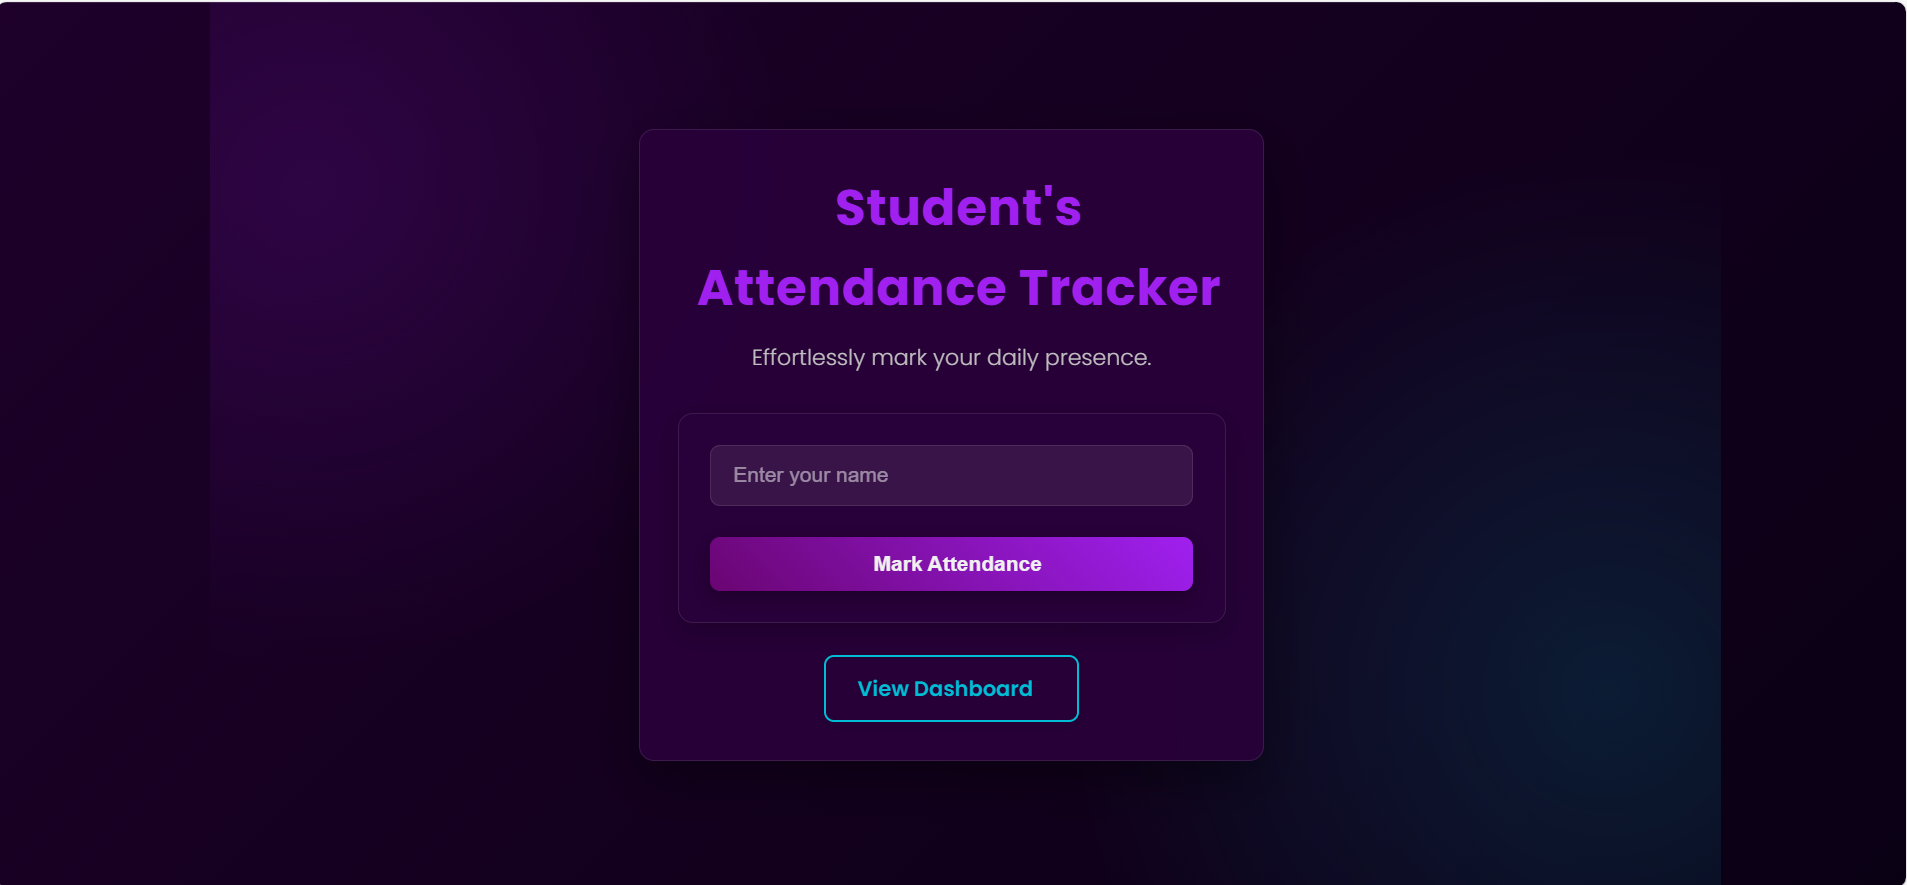 Student's
Attendance Tracker
Effortlessly mark your daily presence.
Enter your name
Mark Attendance
View Dashboard